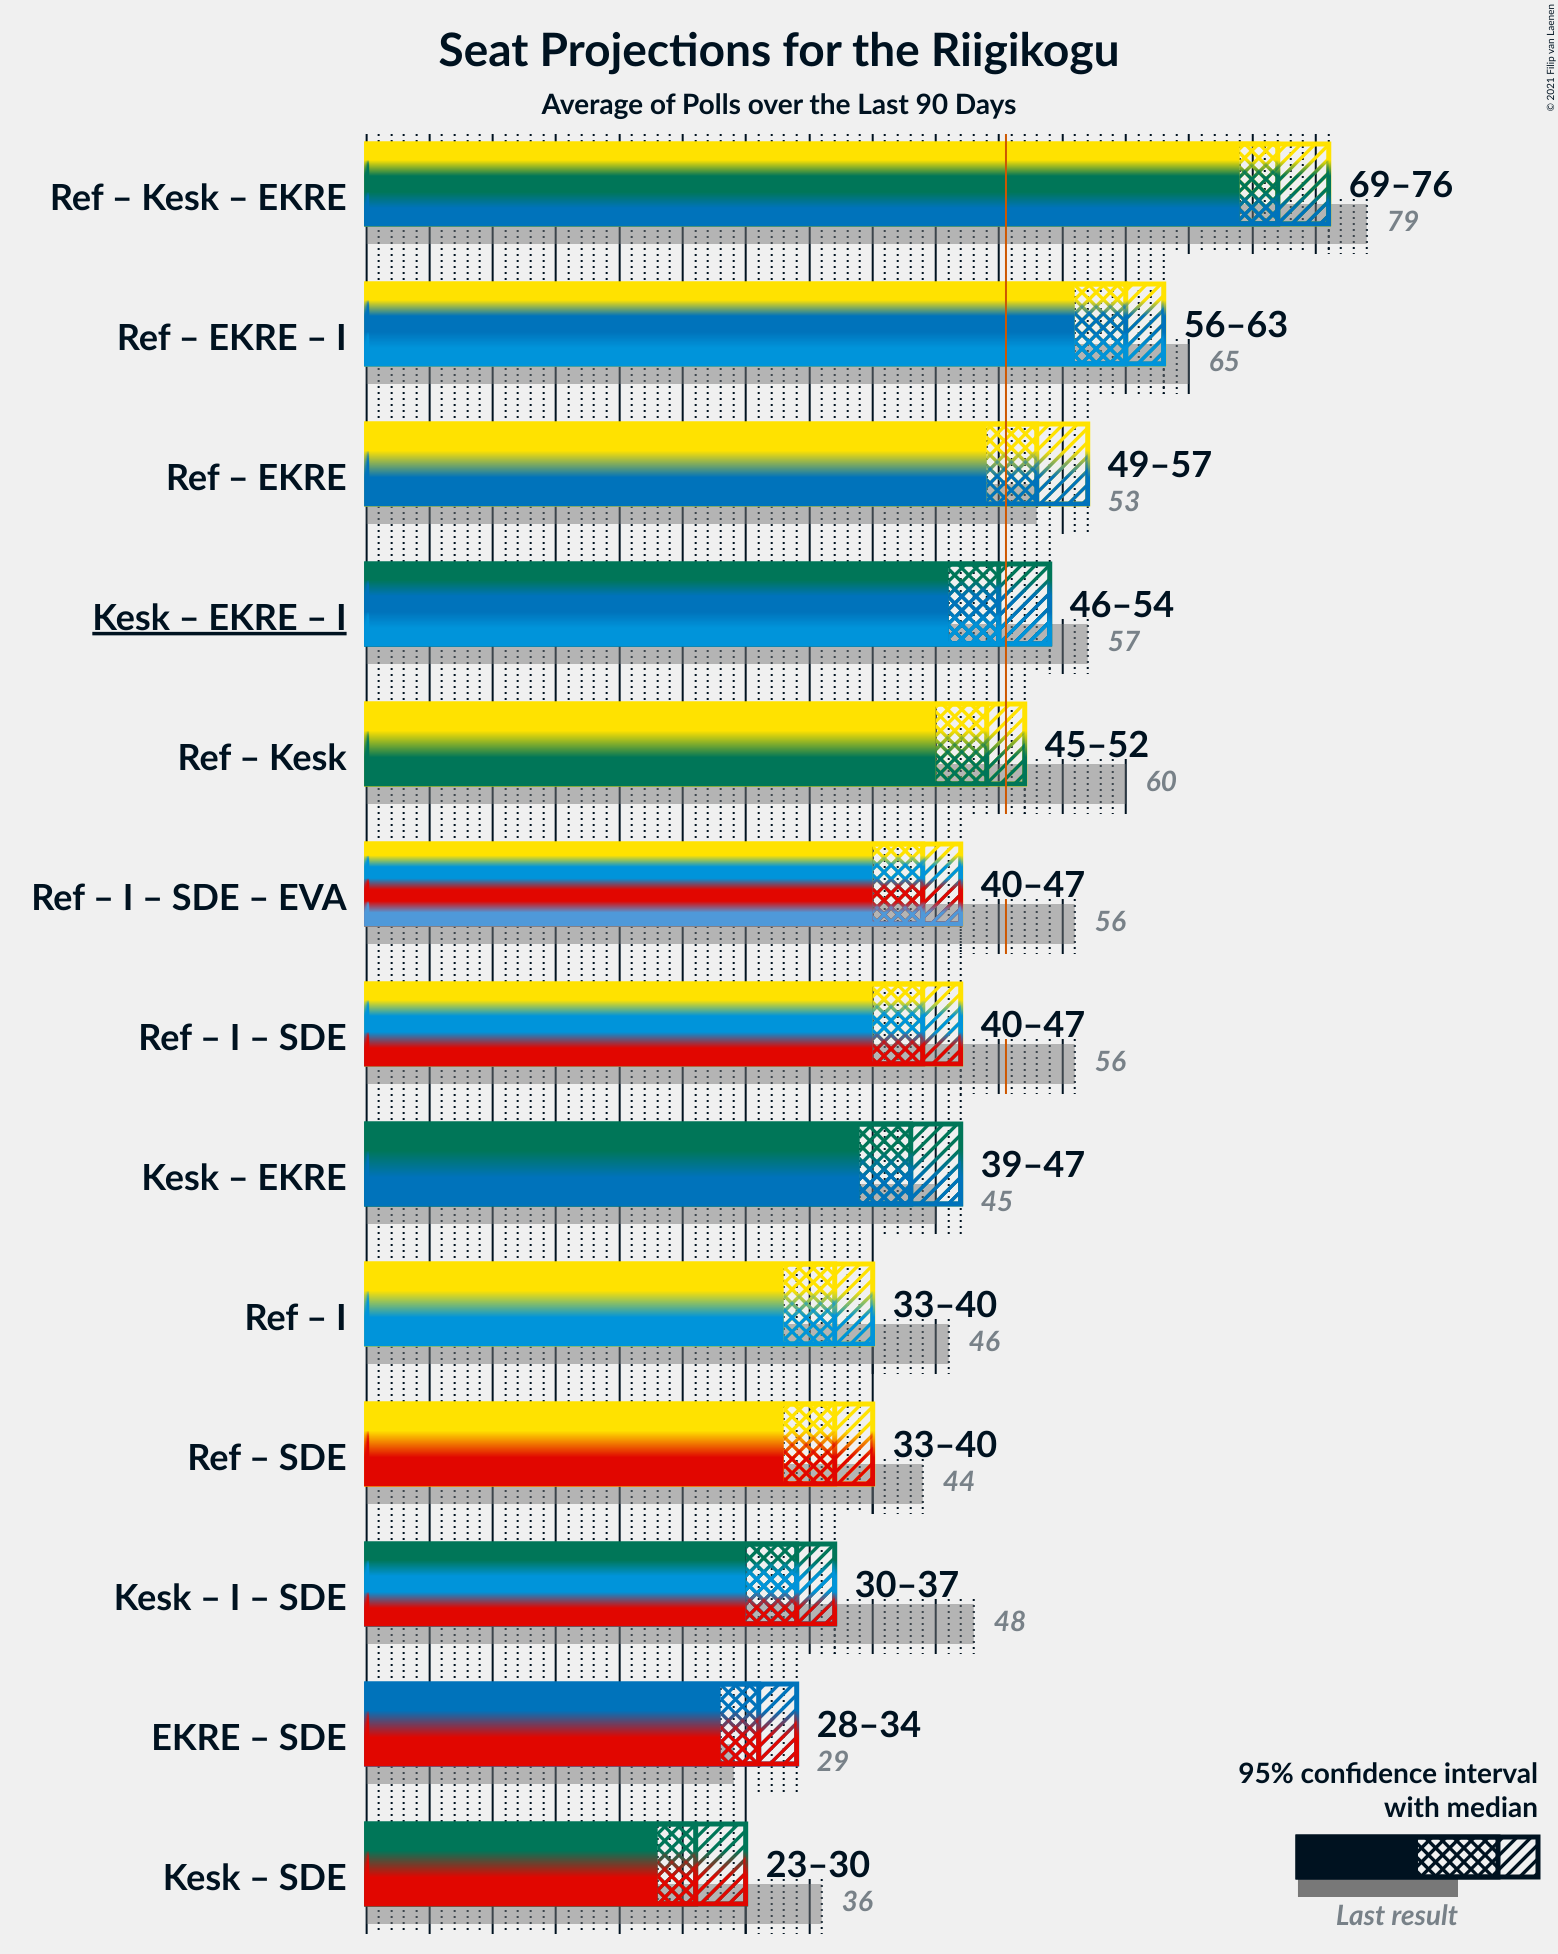 Seat Projections for the Riigikogu
Average of Polls over the Last 90 Days
© 2021 Filip van Laenen
Ref – Kesk – EKRE
69–76
79
Ref – EKRE – I
56–63
65
Ref – EKRE
49–57
53
Kesk – EKRE – I
46–54
57
Ref – Kesk
45–52
60
Ref – I – SDE – EVA
40–47
56
Ref – I – SDE
40–47
56
Kesk – EKRE
39–47
45
Ref – I
33–40
46
Ref – SDE
33–40
44
Kesk – I – SDE
30–37
48
EKRE – SDE
28–34
29
Kesk – SDE
23–30
36
95% confidence interval
with median
Last result